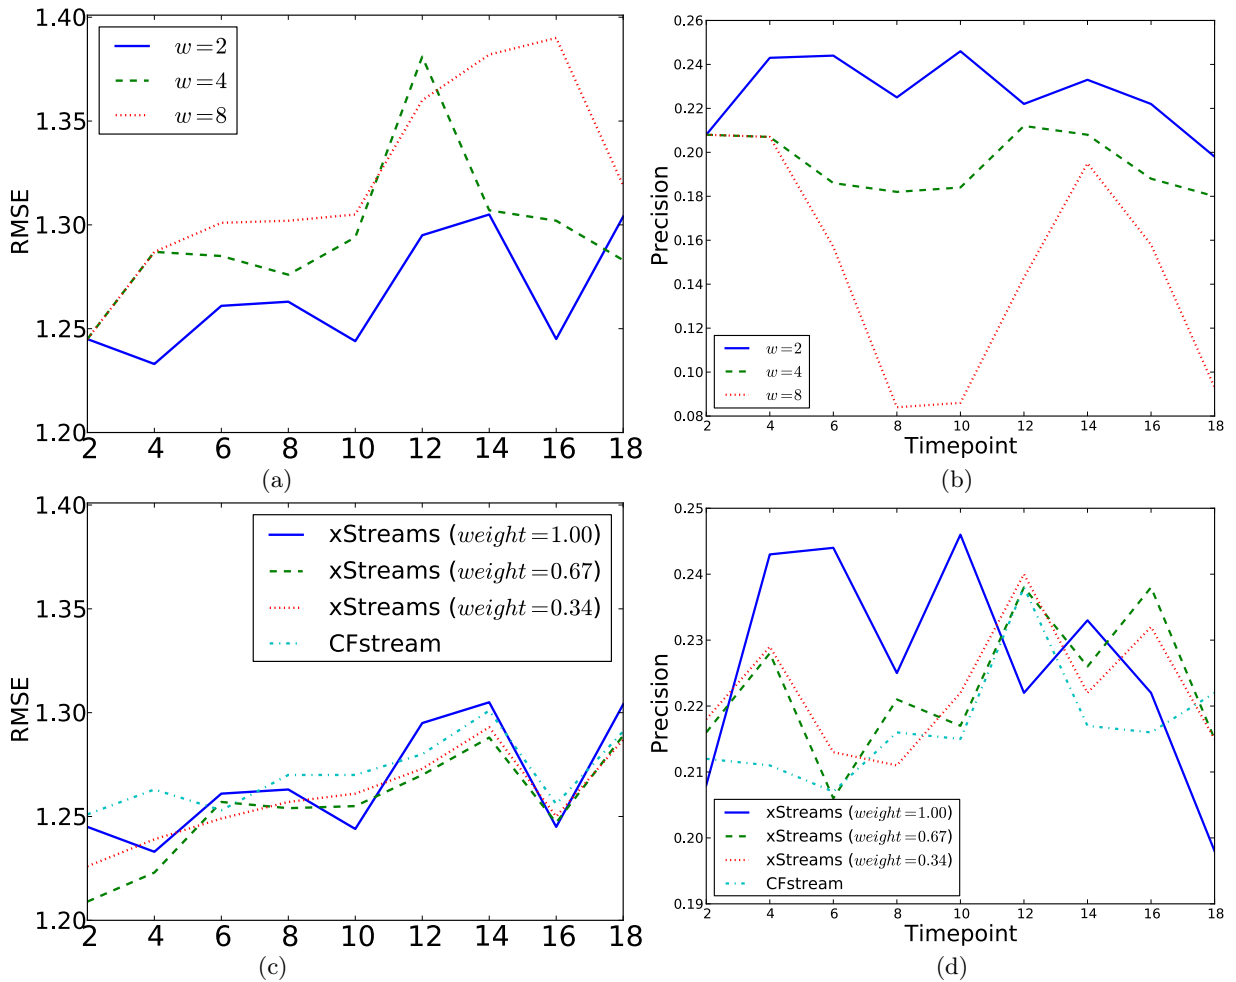 1.40
1.35
1.30
1.25
1.20
RMSE
w=2
w=4
w=8
2 4 6 8 10 12 14 16 18
(a)
0.26
0.24
0.22
0.20
0.18
0.16
0.14
0.12
0.10
0.08
Precision
w=2
w=4
w=8
2 4 6 8 10 12 14 16 18
Timepoint
(b)
1.40
1.35
1.30
1.25
1.20
RMSE
xStreams (weight=1.00)
xStreams (weight=0.67)
xStreams (weight=0.34)
CFstream
2 4 6 8 10 12 14 16 18
(c)
0.25
0.24
0.23
0.22
0.21
0.20
0.19
Precision
xStreams (weight=1.00)
xStreams (weight=0.67)
xStreams (weight=0.34)
CFstream
2 4 6 8 10 12 14 16 18
Timepoint
(d)